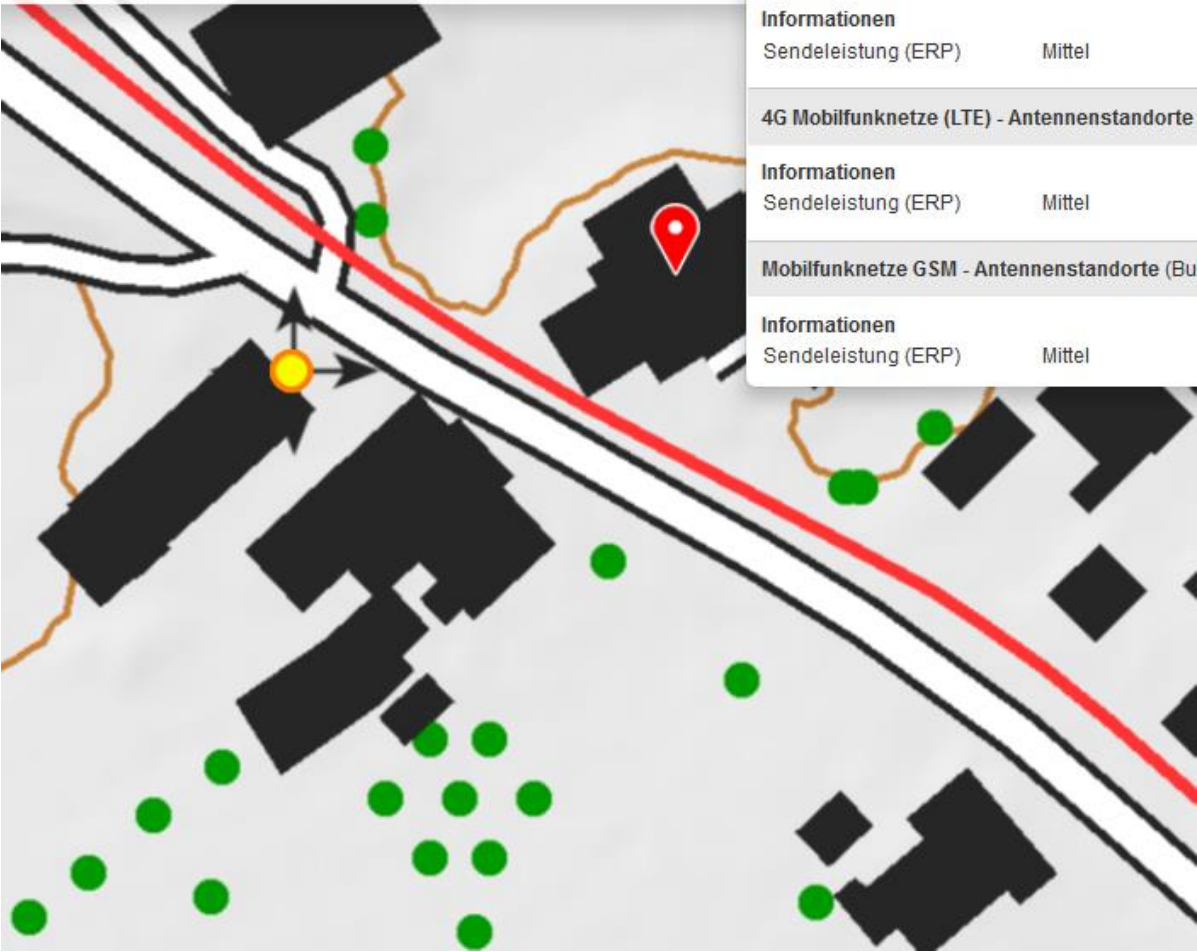 Informationen
Sendeleistung (ERP) Mittel
4G Mobilfunknetze (LTE) - Antennenstandorte
Informationen
Sendeleistung (ERP) Mittel
Mobilfunknetze GSM - Antennenstandorte (Bu
Informationen
Sendeleistung (ERP) Mittel